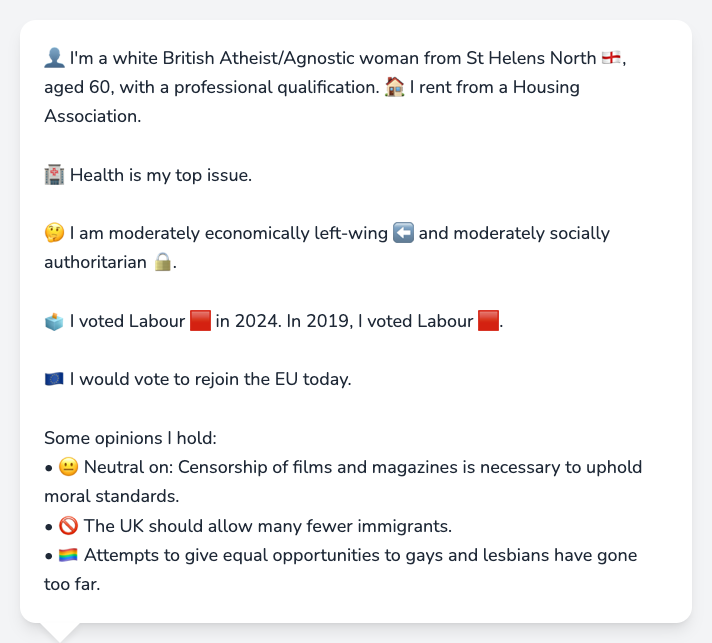 👤 I'm a white British Atheist/Agnostic woman from St Helens North 🏴󠁧󠁢󠁥󠁮󠁧󠁿,
aged 60, with a professional qualification. 🏠 I rent from a Housing
Association.
🏥 Health is my top issue.
🤔 I am moderately economically left-wing ⬅️ and moderately socially
authoritarian 🔒.
🗳️ I voted Labour 🟥 in 2024. In 2019, I voted Labour 🟥.
🇪🇺 I would vote to rejoin the EU today.
Some opinions I hold:
• 😐 Neutral on: Censorship of films and magazines is necessary to uphold
moral standards.
• 🚫 The UK should allow many fewer immigrants.
• 🏳️‍🌈 Attempts to give equal opportunities to gays and lesbians have gone
too far.